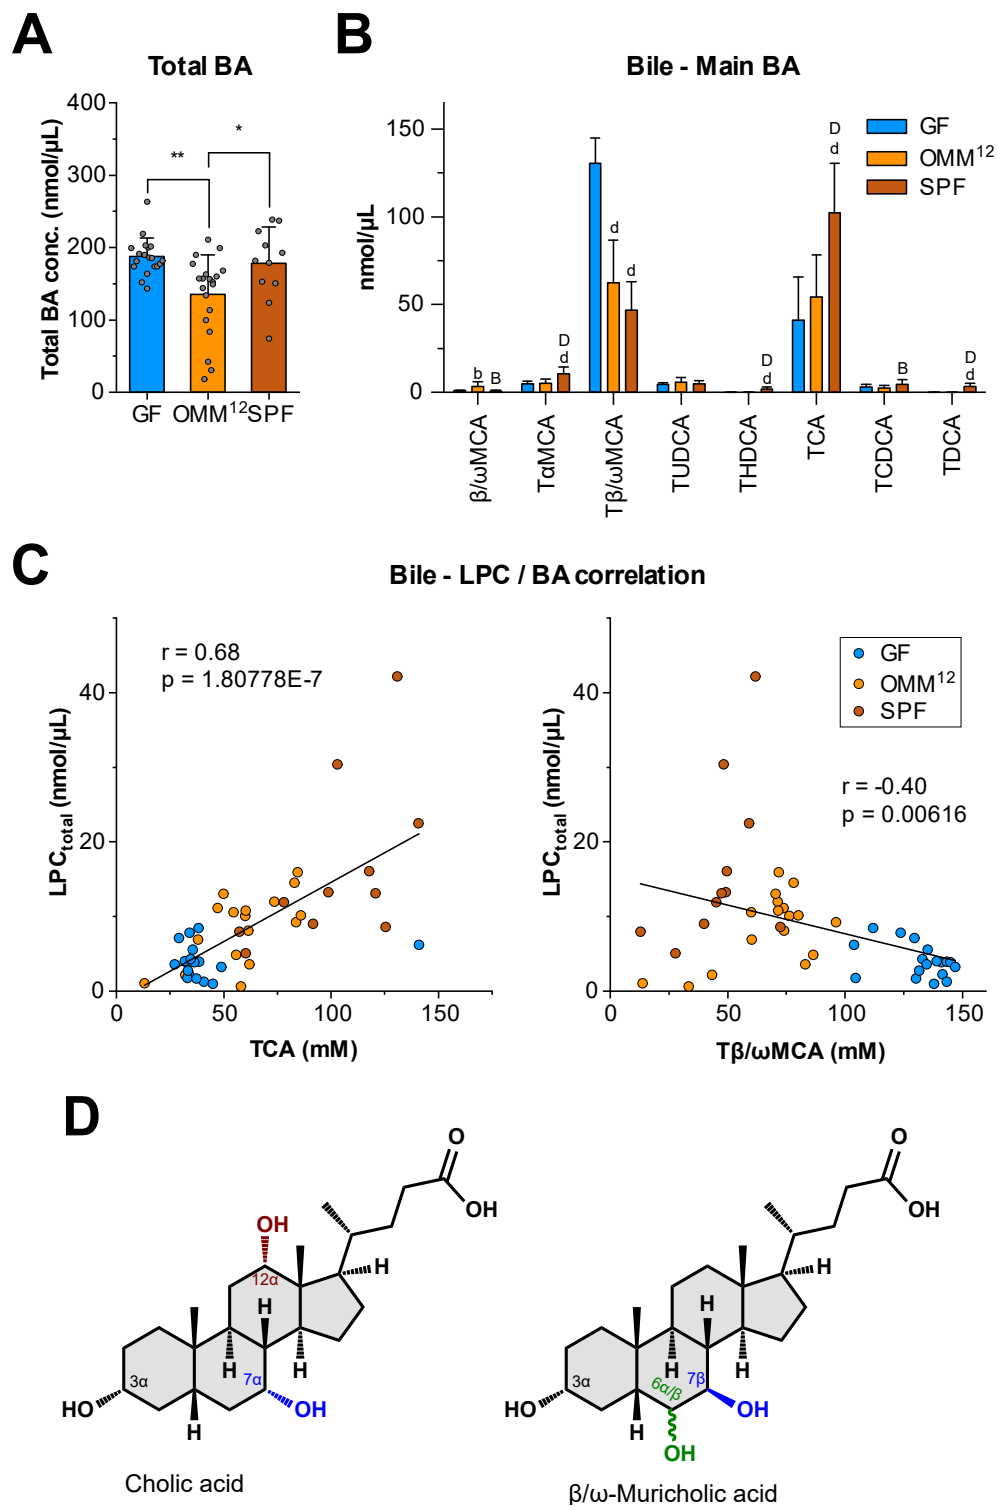 A
B
Total BA
Bile - Main BA
Total BA conc. (nmol/µL)
400
300
200
100
0
**
*
GF
OMM¹²
SPF
nmol/µL
150
100
50
0
GF
OMM¹²
SPF
b
B
D
d
d
d
D
d
D
d
B
D
d
β/ωMCA
TαMCA
Tβ/ωMCA
TUDCA
THDCA
TCA
TCDCA
TDCA
C
Bile - LPC / BA correlation
r = 0.68
p = 1.80778E-7
LPCtotal (nmol/µL)
40
20
0
0
50
100
150
TCA (mM)
GF
OMM¹²
SPF
r = -0.40
p = 0.00616
LPCtotal (nmol/µL)
40
20
0
0
50
100
150
Tβ/ωMCA (mM)
D
O
OH
OH
12α
H
H
H
H
3α
7α
HO
OH
H
Cholic acid
O
OH
H
H
H
H
3α
6α/β
7β
HO
OH
H
OH
β/ω-Muricholic acid